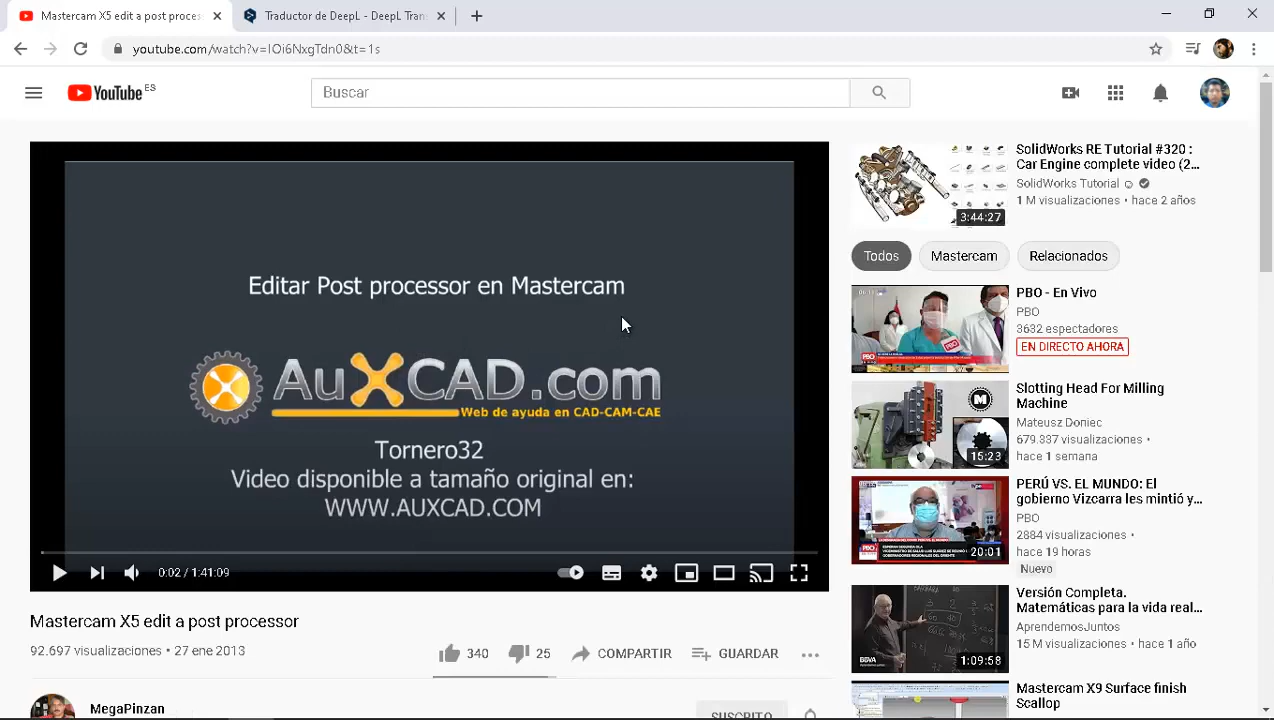 Mastercam X5 edit a post proces
Traductor de DeepL - DeepL Tran
youtube.com/watch?v=IOi6NxgTdn0&t=1s
YouTube ES
Buscar
Editar Post processor en Mastercam
AuXCAD.com
Web de ayuda en CAD-CAM-CAE
Tornero32
Video disponible a tamaño original en:
WWW.AUXCAD.COM
0:02 / 1:41:09
Mastercam X5 edit a post processor
92.697 visualizaciones • 27 ene 2013
340
25
COMPARTIR
GUARDAR
MegaPinzar
SUSCRITO
3:44:27
SolidWorks RE Tutorial #320 :
Car Engine complete video (2...
SolidWorks Tutorial ☺
1 M visualizaciones • hace 2 años
Todos
Mastercam
Relacionados
PBO
PBO - En Vivo
PBO
3632 espectadores
EN DIRECTO AHORA
M
15:23
Slotting Head For Milling
Machine
Mateusz Doniec
679.837 visualizaciones •
hace 1 semana
20:01
PERÚ VS. EL MUNDO: El
gobierno Vizcarra les mintió y...
PBO
2884 visualizaciones •
hace 19 horas
Nuevo
BBVA
1:09:58
Versión Completa.
Matemáticas para la vida real...
AprendemosJuntos
15 M visualizaciones • hace 1 año
Mastercam X9 Surface finish
Scallop